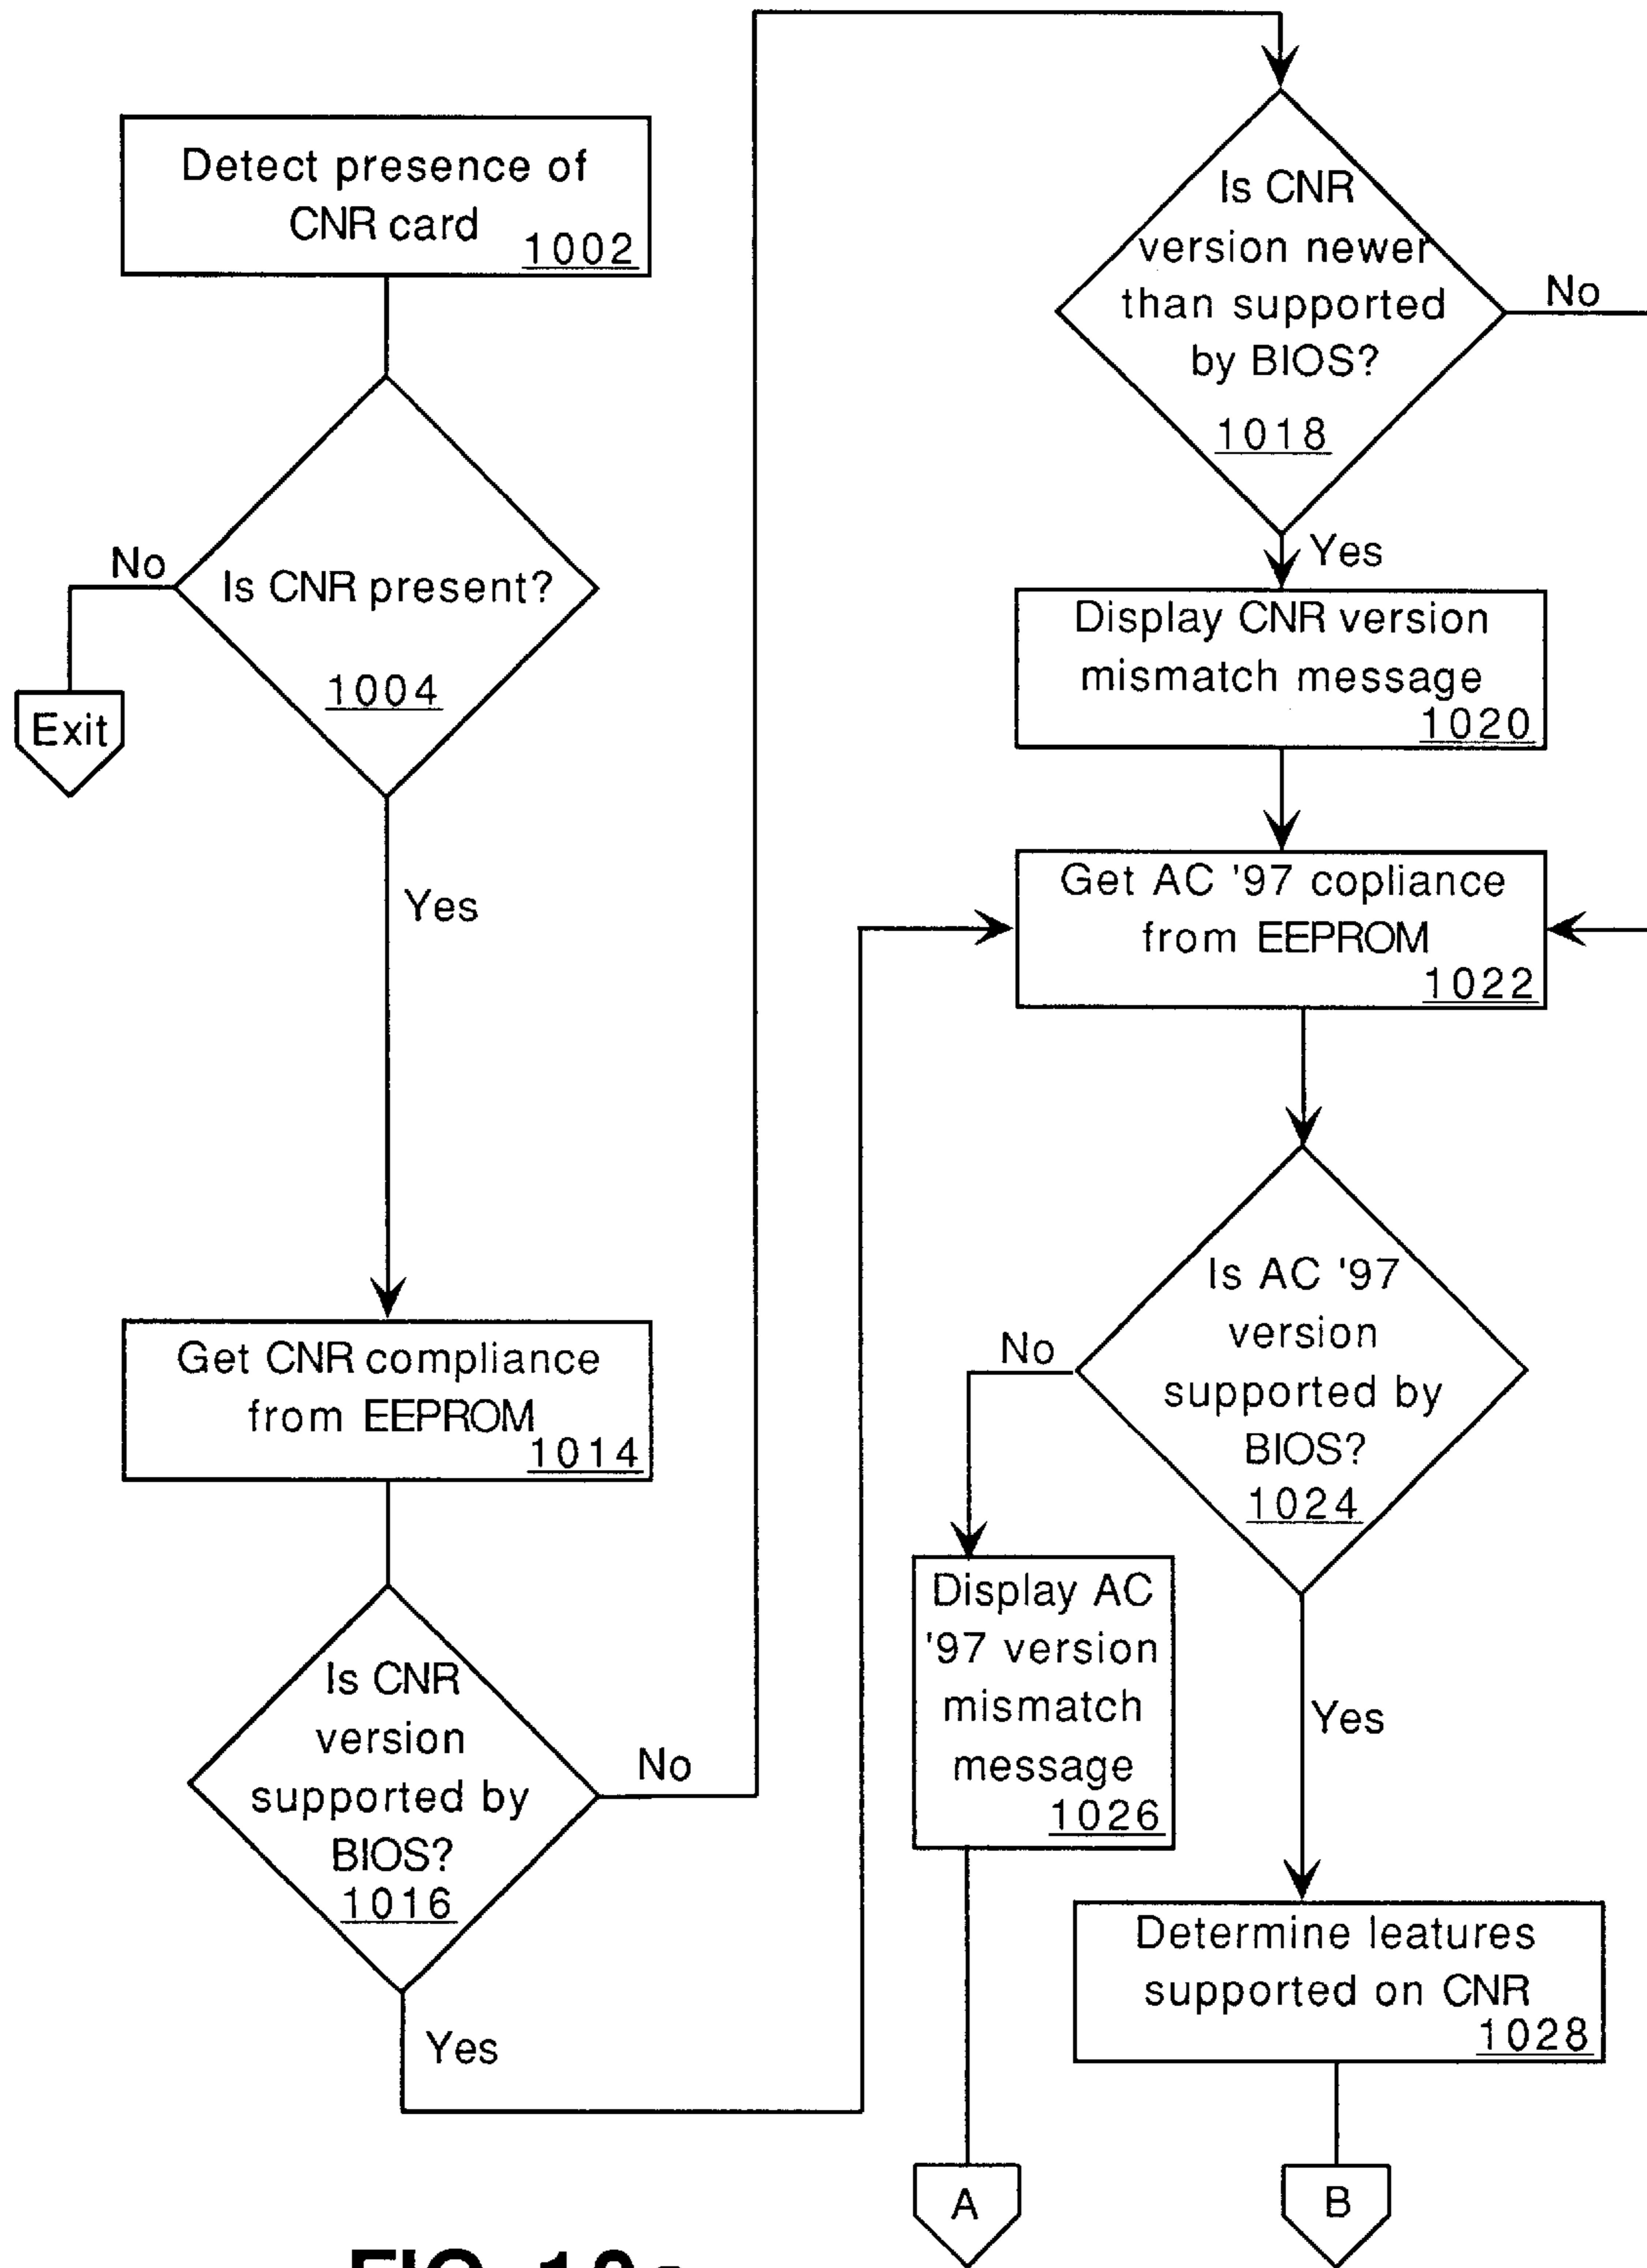 Detect presence of
CNR card
1002
Is CNR present?
1004
No
Exit
Yes
Get CNR compliance
from EEPROM
1014
Is CNR
version
supported by
BIOS?
1016
No
Yes
Is CNR
version newer
than supported
by BIOS?
1018
No
Yes
Display CNR version
mismatch message
1020
Get AC '97 copliance
from EEPROM
1022
Is AC '97
version
supported by
BIOS?
1024
No
Display AC
'97 version
mismatch
message
1026
Yes
Determine leatures
supported on CNR
1028
A
B